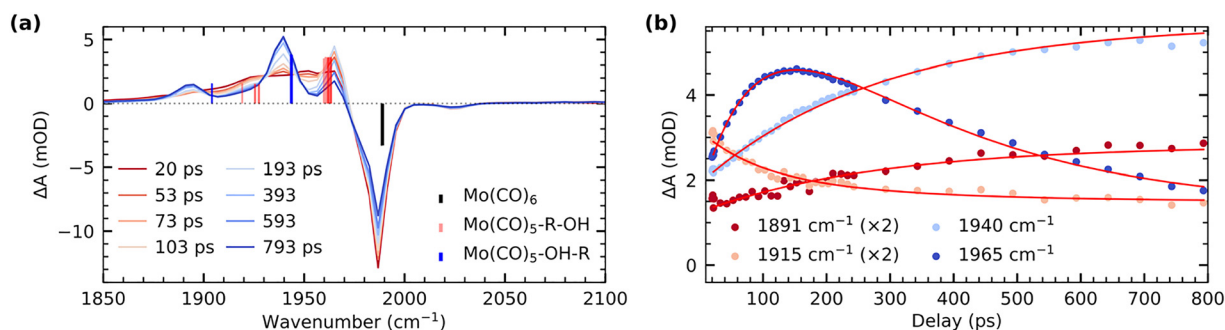 (a)
5
0
−5
−10
ΔA (mOD)
20 ps
53 ps
73 ps
103 ps
193 ps
393
593
793 ps
Mo(CO)6
Mo(CO)5-R-OH
Mo(CO)5-OH-R
1850 1900 1950 2000 2050 2100
Wavenumber (cm−1)
(b)
6
4
2
0
ΔA (mOD)
1891 cm−1 (×2)
1915 cm−1 (×2)
1940 cm−1
1965 cm−1
100 200 300 400 500 600 700 800
Delay (ps)